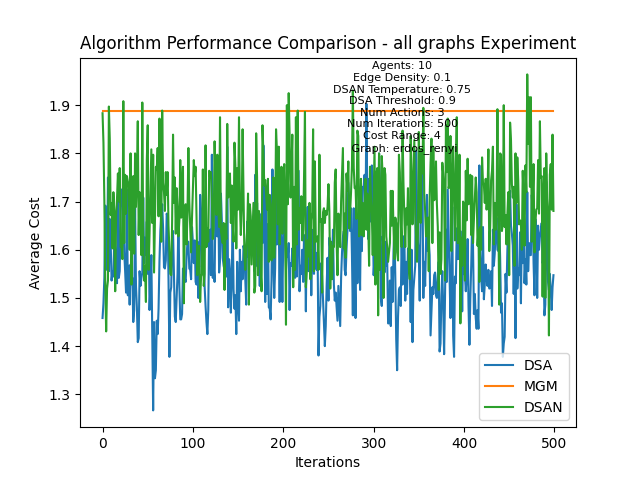 Algorithm Performance Comparison - all graphs Experiment
Agents: 10
Edge Density: 0.1
DSAN Temperature: 0.75
DSA Threshold: 0.9
Num Actions: 3
Num Iterations: 500
Cost Range: 4
Graph: erdos_renyi
Average Cost
1.9
1.8
1.7
1.6
1.5
1.4
1.3
DSA
MGM
DSAN
0 100 200 300 400 500
Iterations